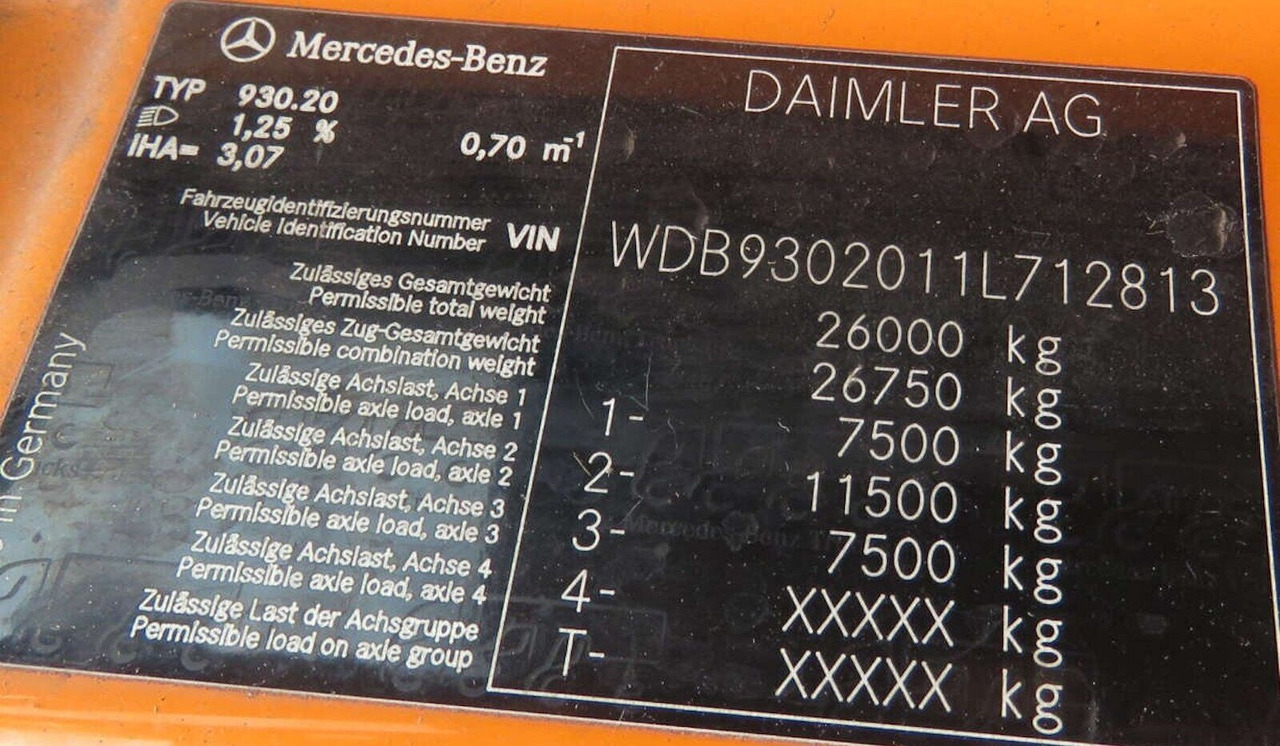 Mercedes-Benz
DAIMLER AG
TYP 930.20
1,25 % 0,70 m⁻¹
IHA= 3,07
Fahrzeugidentifizierungsnummer
Vehicle Identification Number VIN WDB9302011L712813
Zulässiges Gesamtgewicht
Permissible total weight 26000 kg
Zulässiges Zug-Gesamtgewicht
Permissible combination weight 26750 kg
Zulässige Achslast, Achse 1
Permissible axle load, axle 1 1- 7500 kg
Zulässige Achslast, Achse 2
Permissible axle load, axle 2 2- 11500 kg
Zulässige Achslast, Achse 3
Permissible axle load, axle 3 3- 7500 kg
Zulässige Achslast, Achse 4
Permissible axle load, axle 4 4- XXXXX kg
Zulässige Last der Achsgruppe
Permissible load on axle group T- XXXXX kg
in Germany